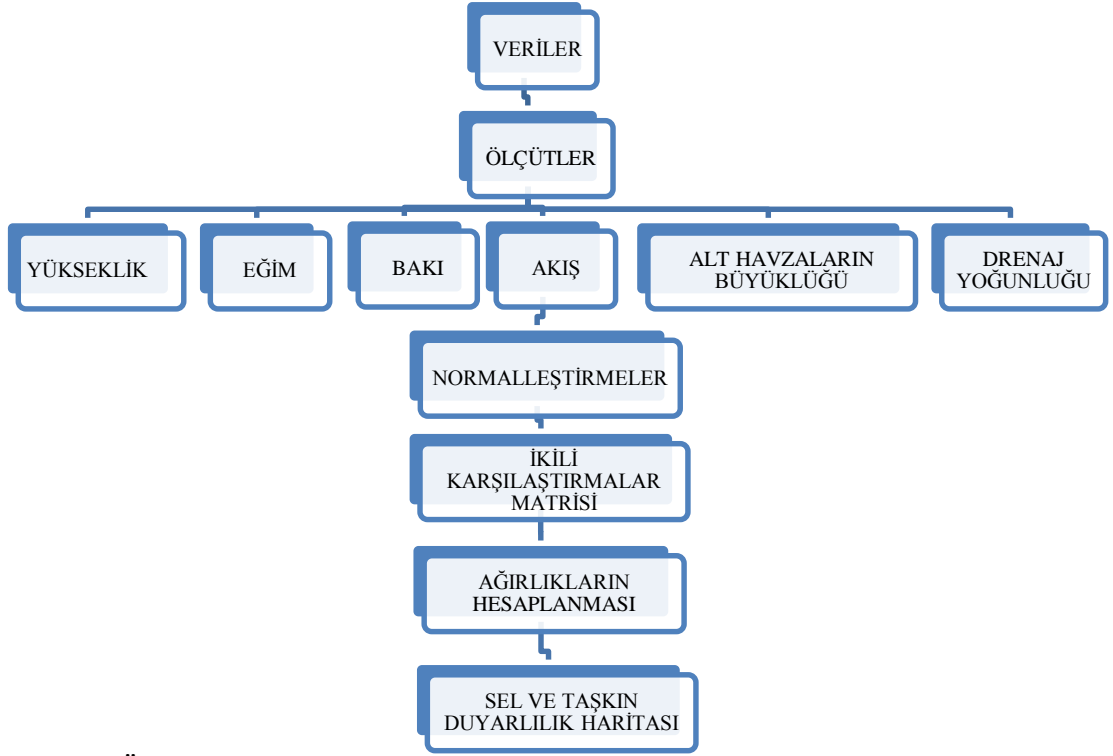 VERİLER
ÖLÇÜTLER
YÜKSEKLİK
EĞİM
BAKI
AKIŞ
ALT HAVZALARIN
BÜYÜKLÜĞÜ
DRENAJ
YOĞUNLUĞU
NORMALLEŞTİRMELER
İKİLİ
KARŞILAŞTIRMALAR
MATRİSİ
AĞIRLIKLARIN
HESAPLANMASI
SEL VE TAŞKIN
DUYARLILIK HARİTASI